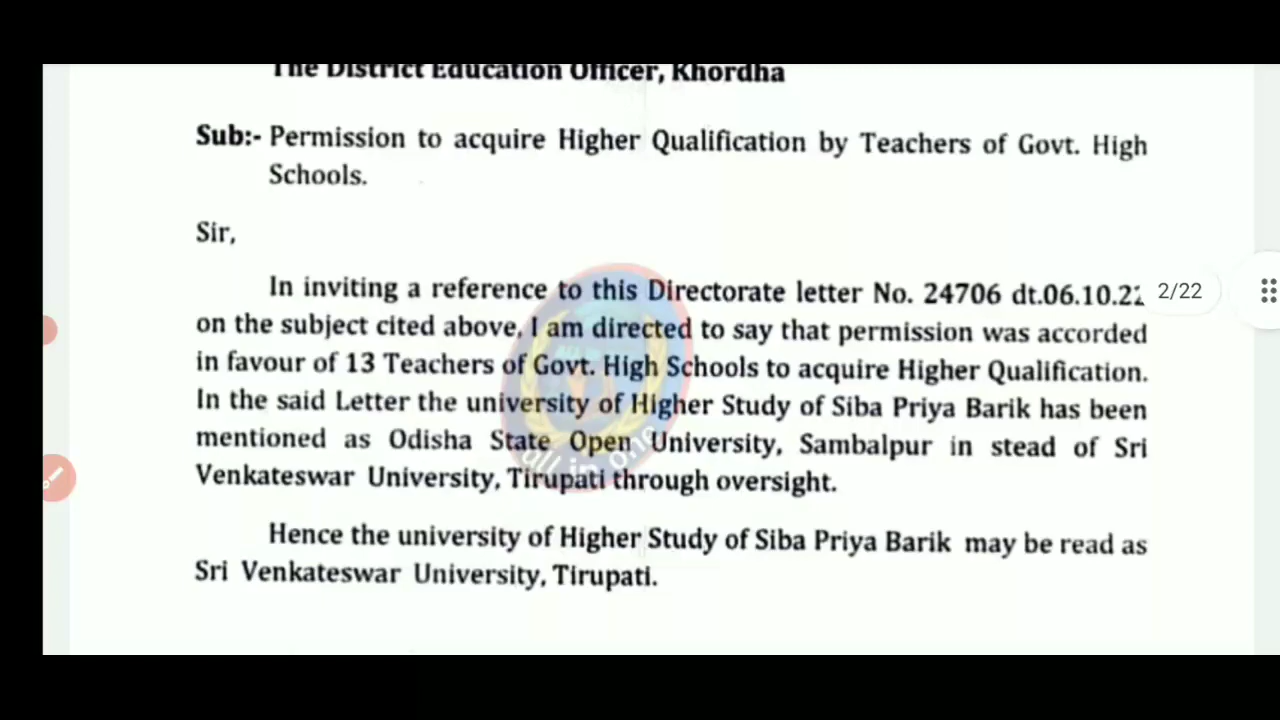 The District Education Officer, Khordha
Sub:- Permission to acquire Higher Qualification by Teachers of Govt. High
Schools.
Sir,
In inviting a reference to this Directorate letter No. 24706 dt.06.10.22
2/22
on the subject cited above, I am directed to say that permission was accorded
in favour of 13 Teachers of Govt. High Schools to acquire Higher Qualification.
In the said Letter the university of Higher Study of Siba Priya Barik has been
mentioned as Odisha State Open University, Sambalpur in stead of Sri
Venkateswar University, Tirupati through oversight.
all in one
Hence the university of Higher Study of Siba Priya Barik may be read as
Sri Venkateswar University, Tirupati.